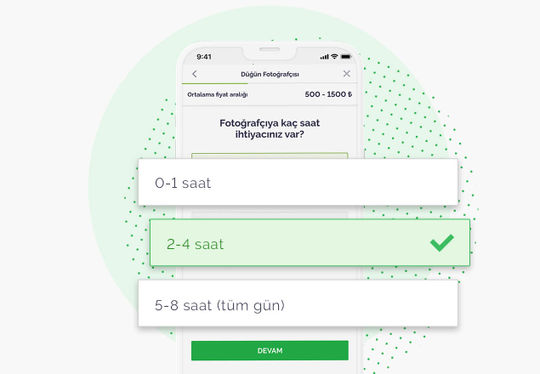 9:41
Düğün Fotoğrafçısı
Ortalama fiyat aralığı 500 - 1500 ₺
Fotoğrafçıya kaç saat
ihtiyacınız var?
0-1 saat
2-4 saat
5-8 saat (tüm gün)
DEVAM